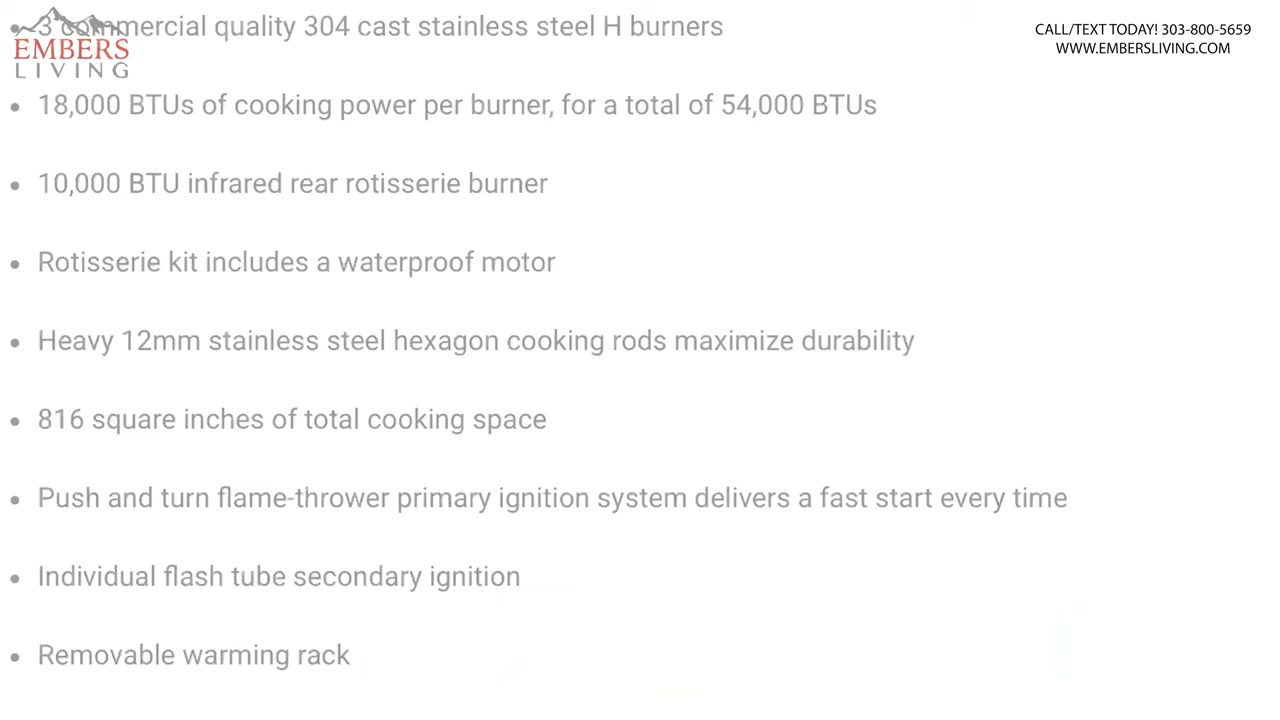 • 3 commercial quality 304 cast stainless steel H burners
EMBERS
LIVING
CALL/TEXT TODAY! 303-800-5659
WWW.EMBERSLIVING.COM
• 18,000 BTUs of cooking power per burner, for a total of 54,000 BTUs
• 10,000 BTU infrared rear rotisserie burner
• Rotisserie kit includes a waterproof motor
• Heavy 12mm stainless steel hexagon cooking rods maximize durability
• 816 square inches of total cooking space
• Push and turn flame-thrower primary ignition system delivers a fast start every time
• Individual flash tube secondary ignition
• Removable warming rack